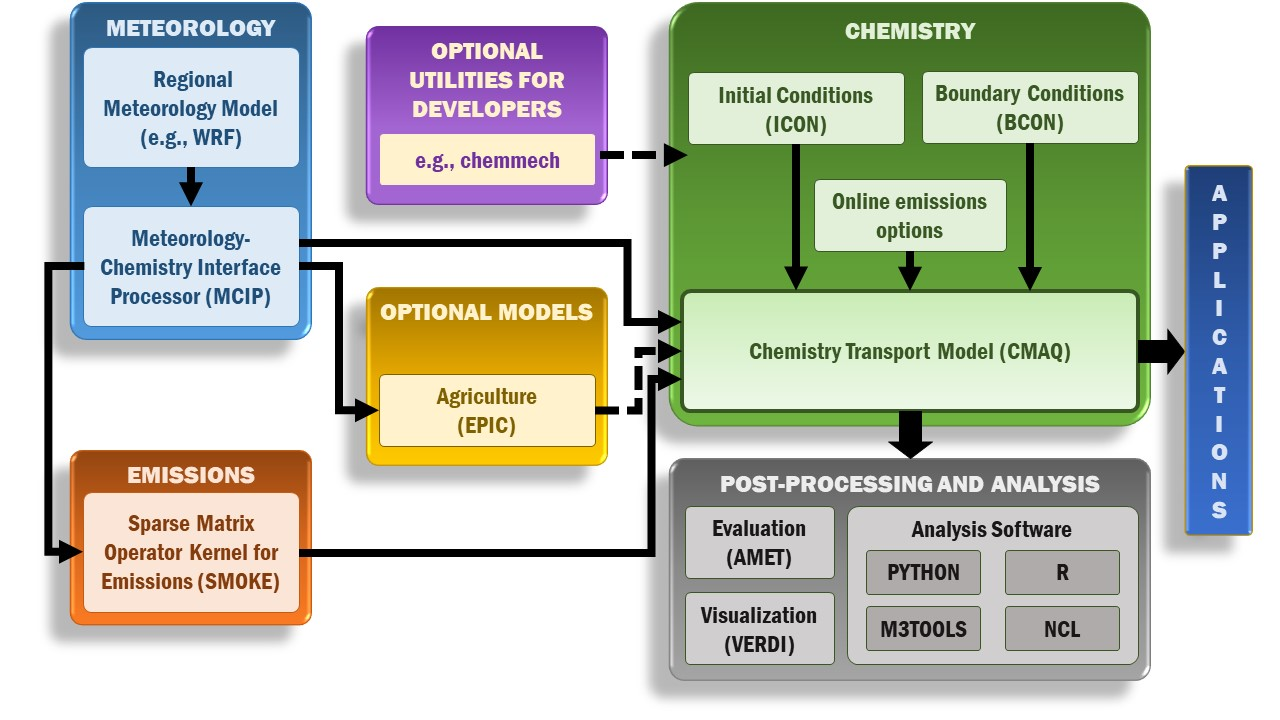 METEOROLOGY
Regional
Meteorology Model
(e.g., WRF)
Meteorology-
Chemistry Interface
Processor (MCIP)
OPTIONAL
UTILITIES FOR
DEVELOPERS
e.g., chemmech
OPTIONAL MODELS
Agriculture
(EPIC)
EMISSIONS
Sparse Matrix
Operator Kernel for
Emissions (SMOKE)
CHEMISTRY
Initial Conditions
(ICON)
Boundary Conditions
(BCON)
Online emissions
options
Chemistry Transport Model (CMAQ)
POST-PROCESSING AND ANALYSIS
Evaluation
(AMET)
Visualization
(VERDI)
Analysis Software
PYTHON
R
M3TOOLS
NCL
APPLICATIONS